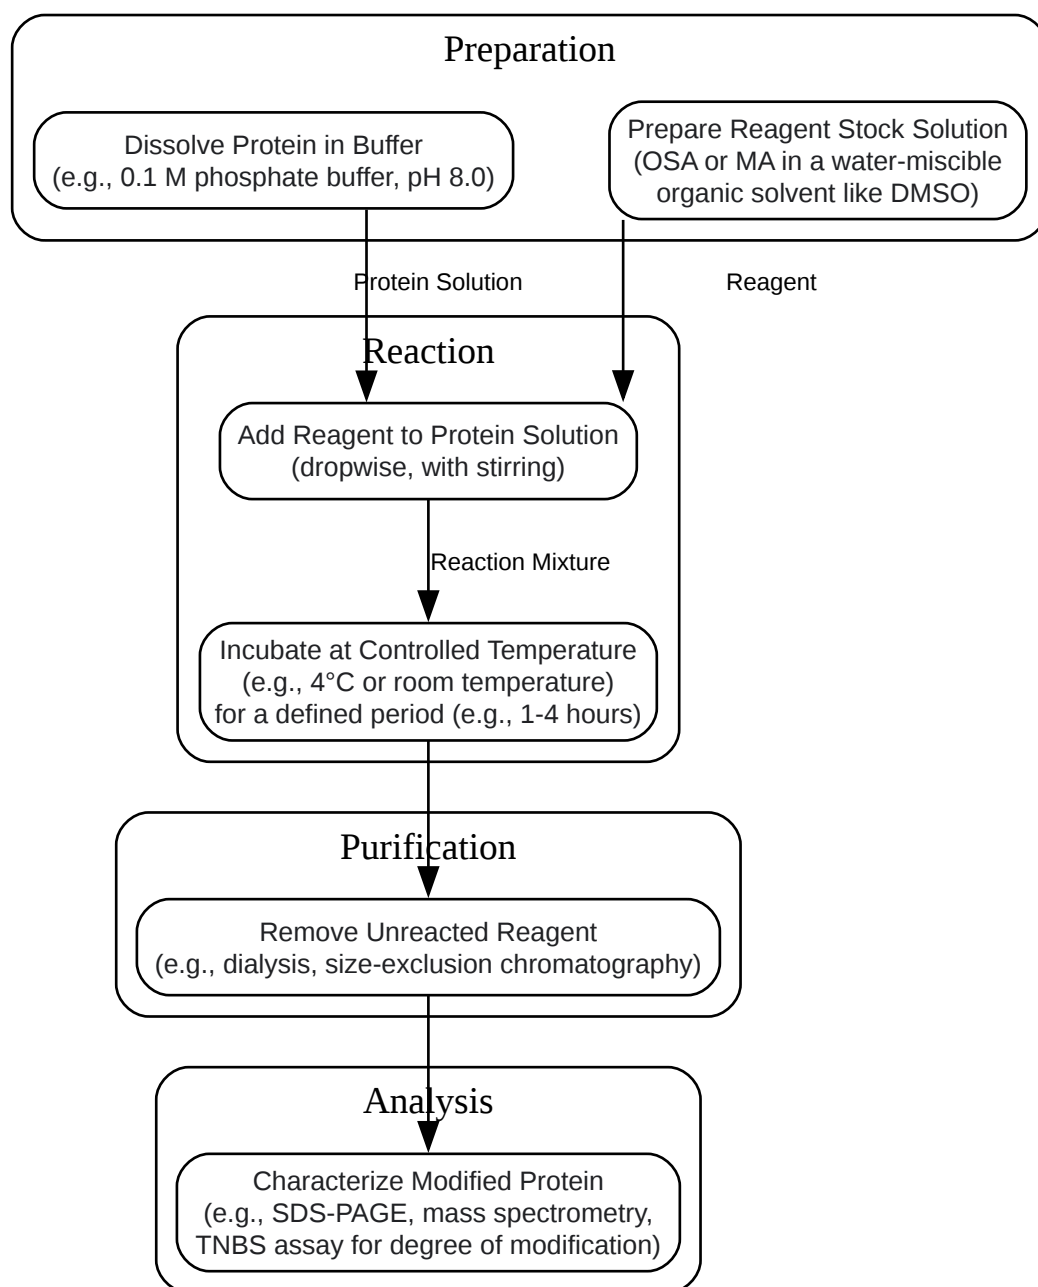 Preparation
Dissolve Protein in Buffer
(e.g., 0.1 M phosphate buffer, pH 8.0)
Prepare Reagent Stock Solution
(OSA or MA in a water-miscible
organic solvent like DMSO)
Protein Solution
Reagent
Reaction
Add Reagent to Protein Solution
(dropwise, with stirring)
Reaction Mixture
Incubate at Controlled Temperature
(e.g., 4°C or room temperature)
for a defined period (e.g., 1-4 hours)
Purification
Remove Unreacted Reagent
(e.g., dialysis, size-exclusion chromatography)
Analysis
Characterize Modified Protein
(e.g., SDS-PAGE, mass spectrometry,
TNBS assay for degree of modification)